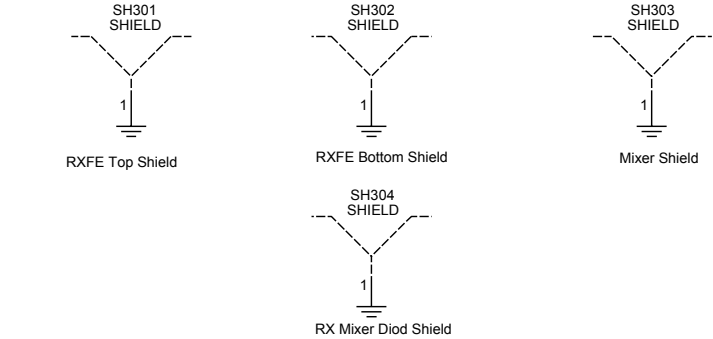 SH301
SHIELD
1
RXFE Top Shield
SH302
SHIELD
1
RXFE Bottom Shield
SH303
SHIELD
1
Mixer Shield
SH304
SHIELD
1
RX Mixer Diod Shield